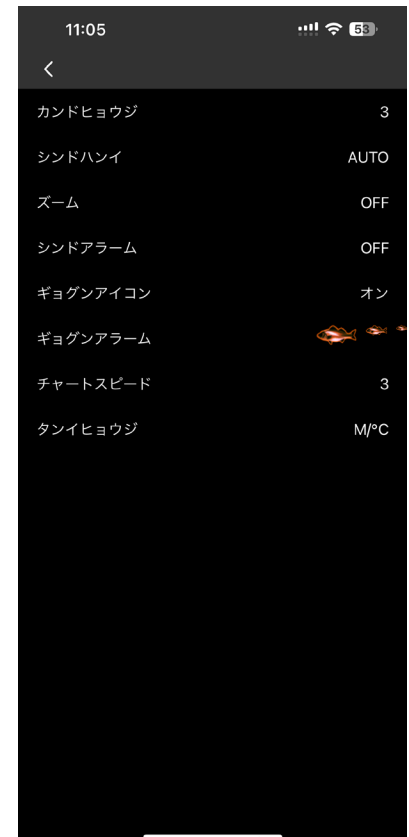 11:05 53
カンドヒョウジ 3
シンドハンイ AUTO
ズーム OFF
シンドアラーム OFF
ギョグンアイコン オン
ギョグンアラーム
チャートスピード 3
タンイヒョウジ M/°C